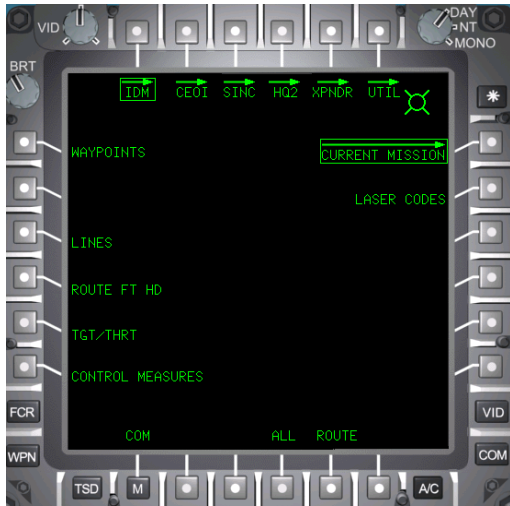 VID
DAY
NT
MONO
BRT
IDM CEOI SINC HQ2 XPNDR UTIL
*
WAYPOINTS
CURRENT MISSION
LASER CODES
LINES
ROUTE FT HD
TGT/THRT
CONTROL MEASURES
FCR
VID
COM ALL ROUTE
WPN
COM
TSD M A/C